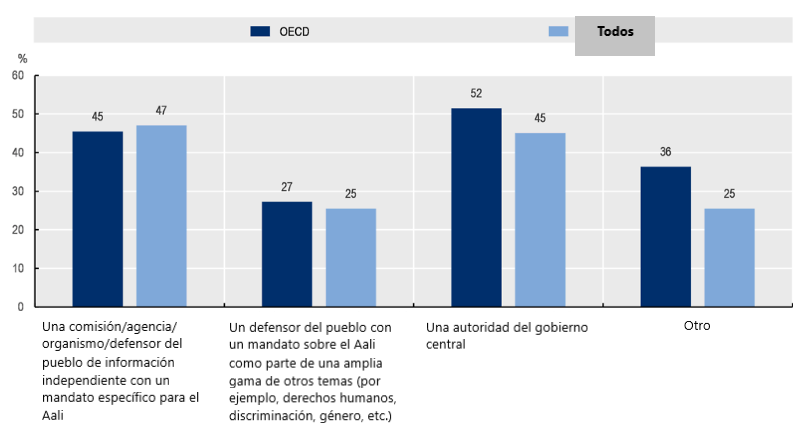 OECD
Todos
%
60
50
40
30
20
10
0
45
47
27
25
52
45
36
25
Una comisión/agencia/
organismo/defensor del
pueblo de información
independiente con un
mandato específico para el
Aali
Un defensor del pueblo con
un mandato sobre el Aali
como parte de una amplia
gama de otros temas (por
ejemplo, derechos humanos,
discriminación, género, etc.)
Una autoridad del gobierno
central
Otro